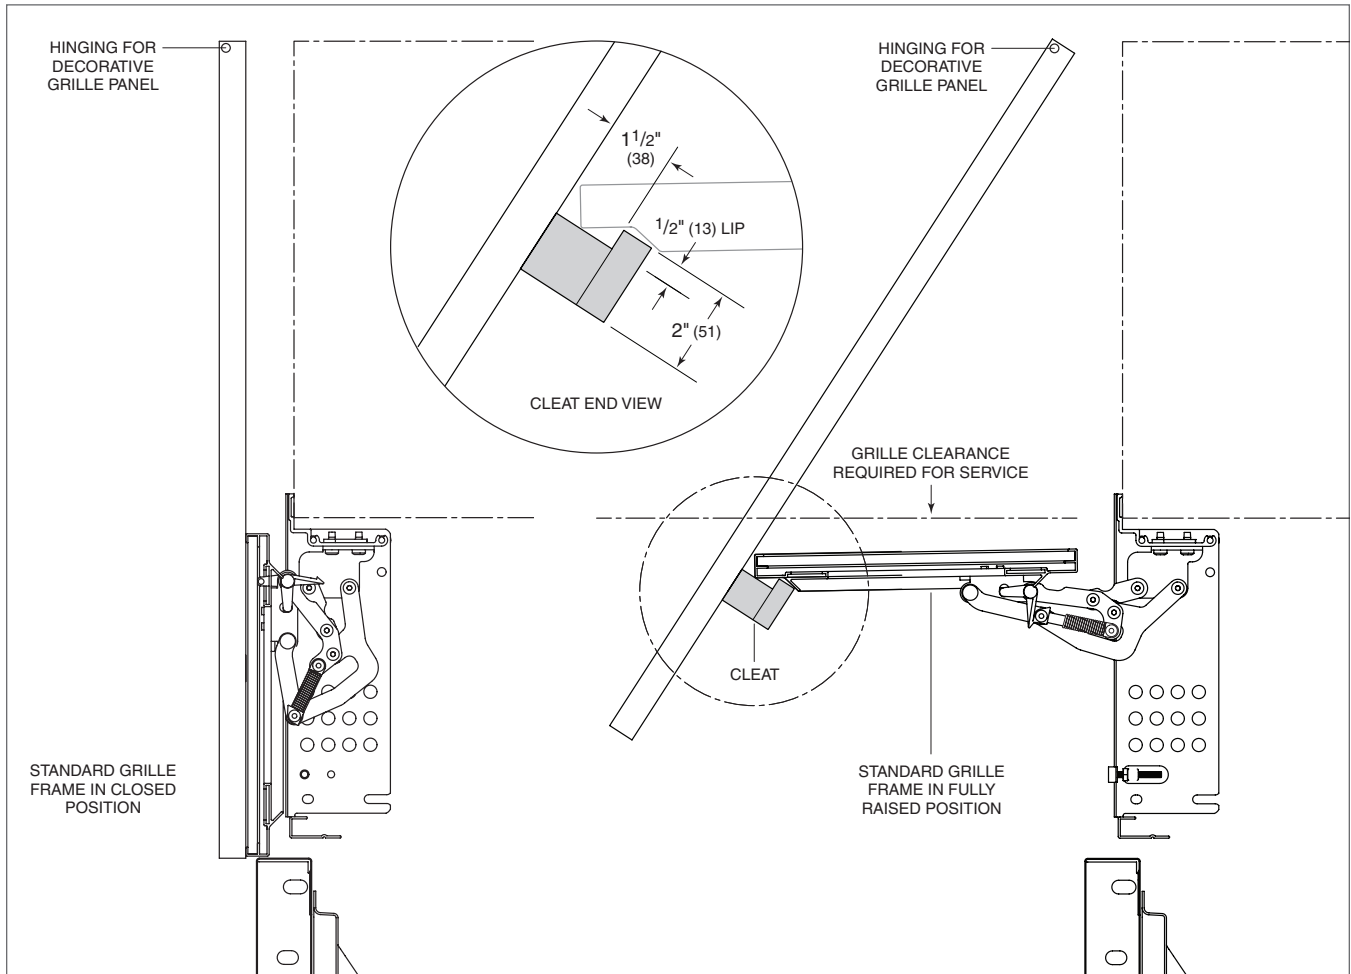 HINGING FOR
DECORATIVE
GRILLE PANEL
HINGING FOR
DECORATIVE
GRILLE PANEL
1 1/2"
(38)
1/2" (13) LIP
2" (51)
CLEAT END VIEW
GRILLE CLEARANCE
REQUIRED FOR SERVICE
CLEAT
STANDARD GRILLE
FRAME IN CLOSED
POSITION
STANDARD GRILLE
FRAME IN FULLY
RAISED POSITION